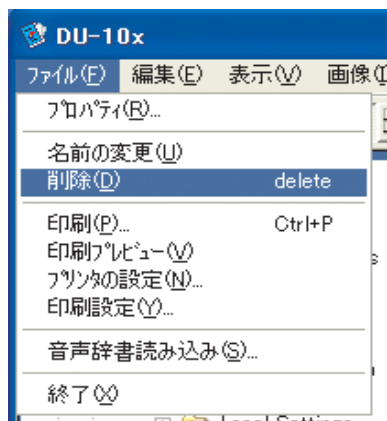 DU-10x
ﾌｧｲﾙ(F) 編集(E) 表示(V) 画像(I
ﾌﾟﾛﾊﾟﾃｨ(R)...
名前の変更(U)
削除(D) delete
印刷(P)... Ctrl+P
印刷ﾌﾟﾚﾋﾞｭｰ(V)
ﾌﾟﾘﾝﾀの設定(N)...
印刷設定(Y)...
音声辞書読み込み(S)...
終了(X)
Local Settings